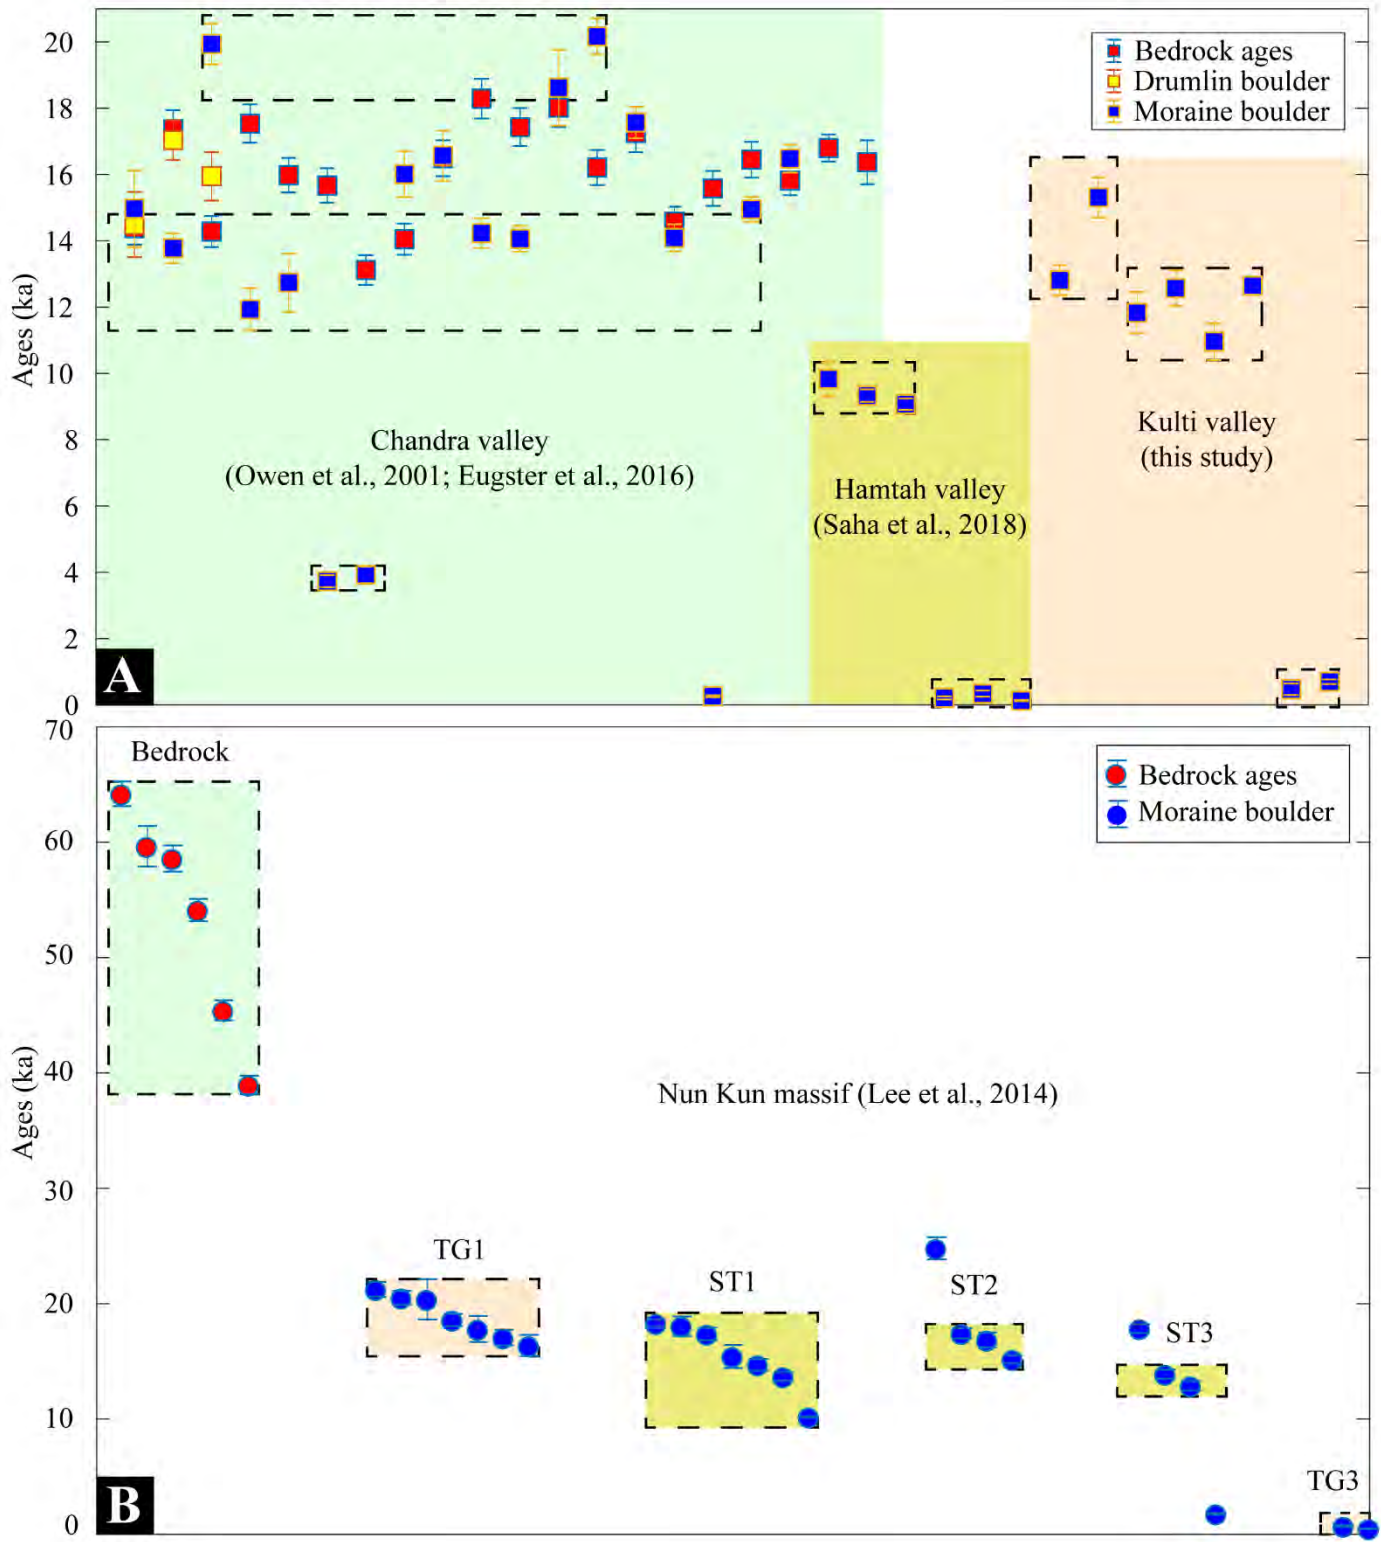 20
18
16
14
12
10
8
6
4
2
0
Ages (ka)
Bedrock ages
Drumlin boulder
Moraine boulder
Chandra valley
(Owen et al., 2001; Eugster et al., 2016)
Hamtah valley
(Saha et al., 2018)
Kulti valley
(this study)
A
70
60
50
40
30
20
10
0
Ages (ka)
Bedrock
Bedrock ages
Moraine boulder
Nun Kun massif (Lee et al., 2014)
TG1
ST1
ST2
ST3
TG3
B